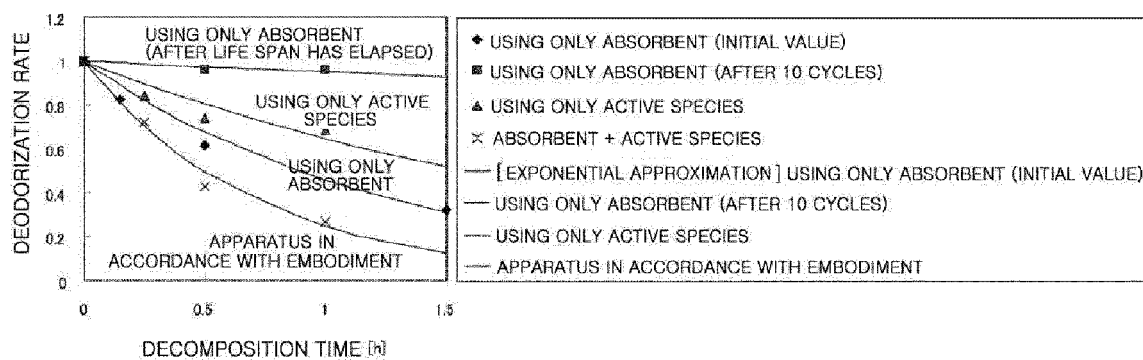 DEODORIZATION RATE
1.2
1
0.8
0.6
0.4
0.2
0
USING ONLY ABSORBENT
(AFTER LIFE SPAN HAS ELAPSED)
USING ONLY ACTIVE
SPECIES
USING ONLY
ABSORBENT
APPARATUS IN
ACCORDANCE WITH EMBODIMENT
0
0.5
1
1.5
DECOMPOSITION TIME [h]
USING ONLY ABSORBENT (INITIAL VALUE)
USING ONLY ABSORBENT (AFTER 10 CYCLES)
USING ONLY ACTIVE SPECIES
ABSORBENT + ACTIVE SPECIES
[EXPONENTIAL APPROXIMATION] USING ONLY ABSORBENT (INITIAL VALUE)
USING ONLY ABSORBENT (AFTER 10 CYCLES)
USING ONLY ACTIVE SPECIES
APPARATUS IN ACCORDANCE WITH EMBODIMENT